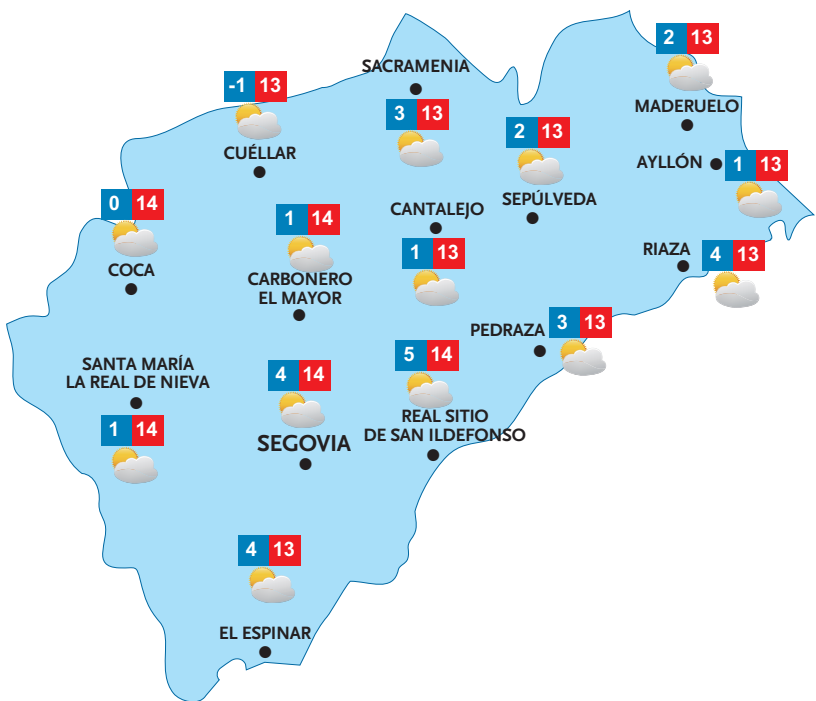 2 13
MADERUELO
SACRAMENIA
3 13
-1 13
CUÉLLAR
2 13
SEPÚLVEDA
AYLLÓN
1 13
0 14
COCA
1 14
CARBONERO
EL MAYOR
CANTALEJO
1 13
RIAZA
4 13
PEDRAZA
3 13
SANTA MARÍA
LA REAL DE NIEVA
1 14
4 14
SEGOVIA
5 14
REAL SITIO
DE SAN ILDEFONSO
4 13
EL ESPINAR